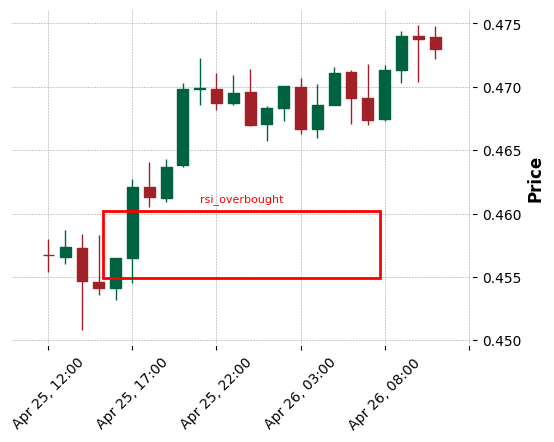 0.475
0.470
0.465
0.460
0.455
0.450
Price
rsi_overbought
Apr 25, 12:00
Apr 25, 17:00
Apr 25, 22:00
Apr 26, 03:00
Apr 26, 08:00